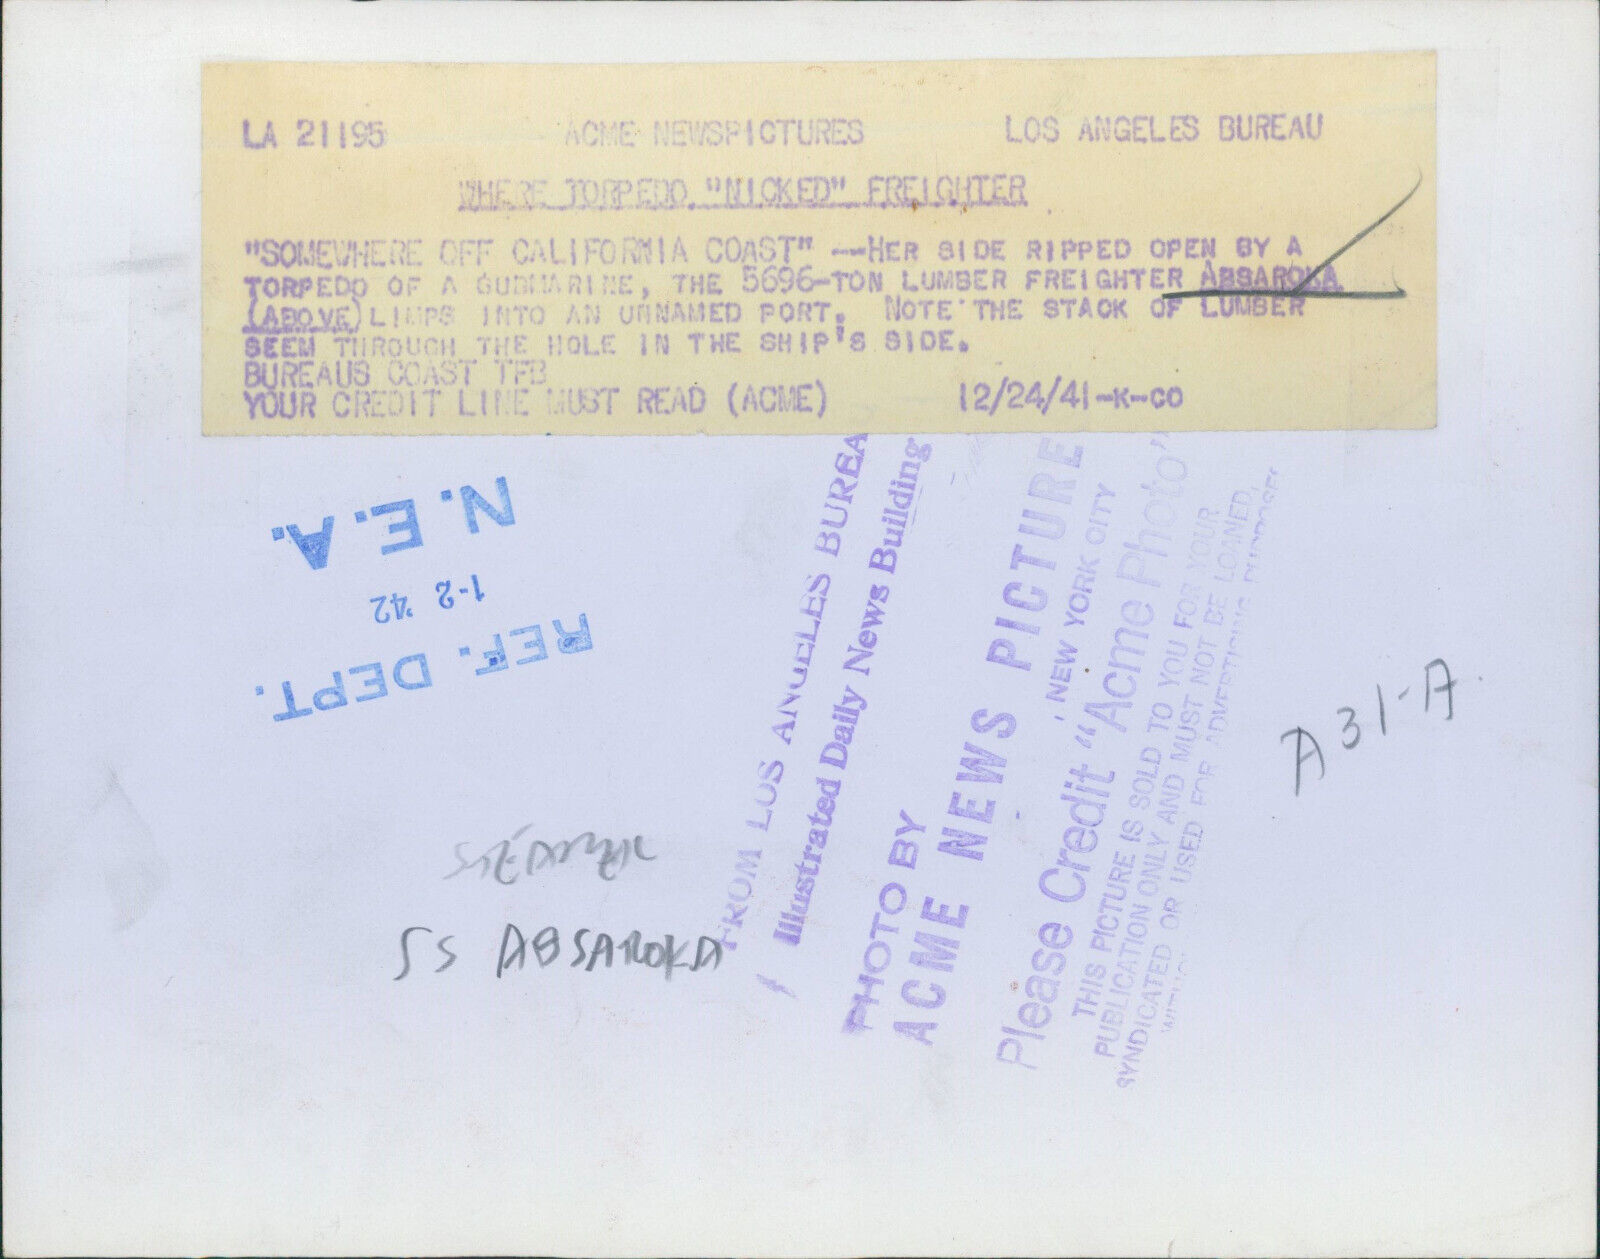 LA 21195 ACME NEWSPICTURES LOS ANGELES BUREAU
WHERE TORPEDO "NICKED" FREIGHTER
"SOMEWHERE OFF CALIFORNIA COAST" --HER SIDE RIPPED OPEN BY A
TORPEDO OF A SUBMARINE, THE 5696-TON LUMBER FREIGHTER ABSAROKA
(ABOVE) LIMPS INTO AN UNNAMED PORT. NOTE THE STACK OF LUMBER
SEEM THROUGH THE HOLE IN THE SHIP'S SIDE.
BUREAUS COAST TFB
YOUR CREDIT LINE MUST READ (ACME) 12/24/41-K-CO
REF. DEPT.
1-2 '42
N.E.A.
FROM LOS ANGELES BUREA
Illustrated Daily News Building
PHOTO BY
ACME NEWS PICTURE
, NEW YORK CITY
Please Credit "Acme Photo"
THIS PICTURE IS SOLD TO YOU FOR YOUR
PUBLICATION ONLY AND MUST NOT BE LOANED,
SYNDICATED OR USED FOR ADVERTISING PURPOSES
A31-A.
STEAMER
SS ABSAROKA